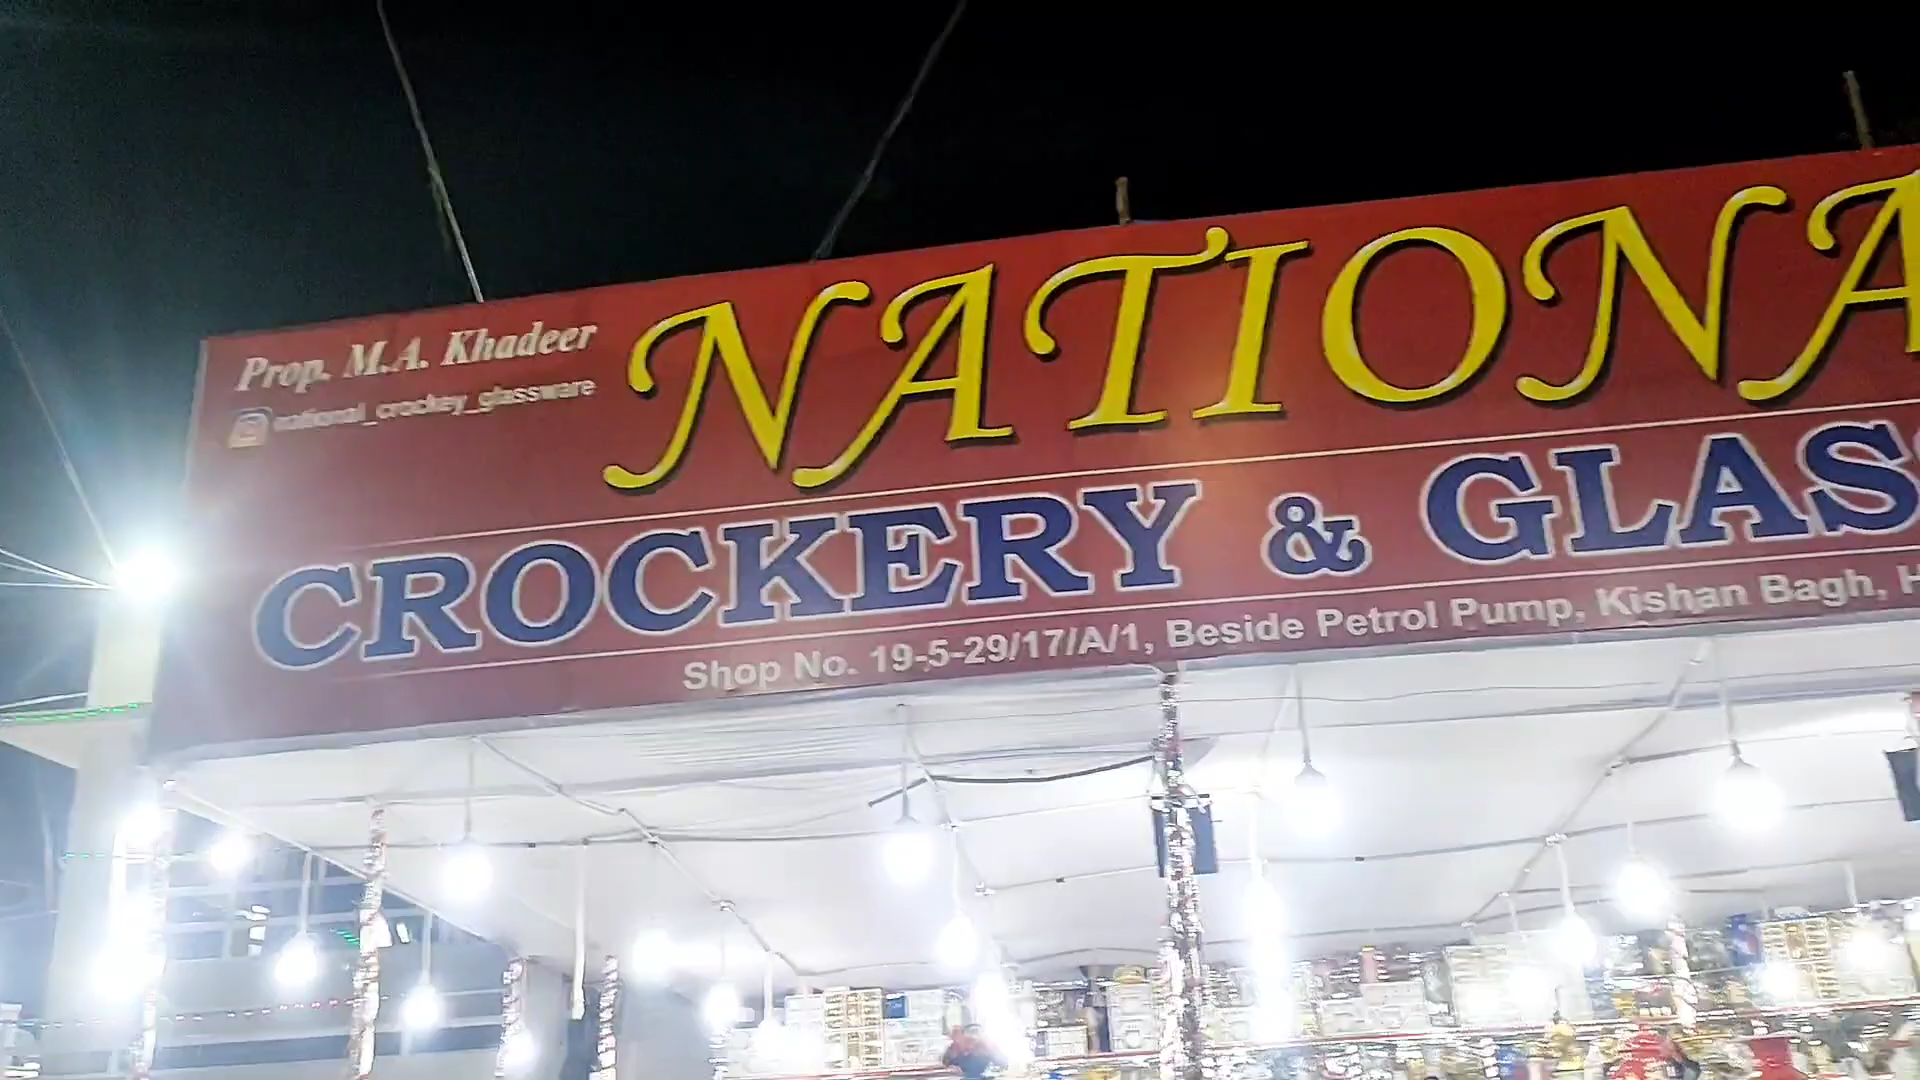 Prop. M.A. Khadeer
national_crockey_glassware
NATIONA
CROCKERY & GLAS
Shop No. 19-5-29/17/A/1, Beside Petrol Pump, Kishan Bagh, H